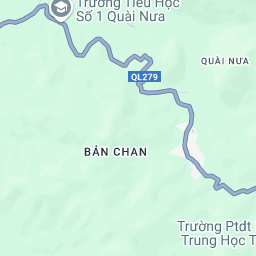 Trường Tiểu Học
Số 1 Quài Nưa
QUÀI NƯA
QL279
BẢN CHAN
Trường Ptdt
Trung Học T